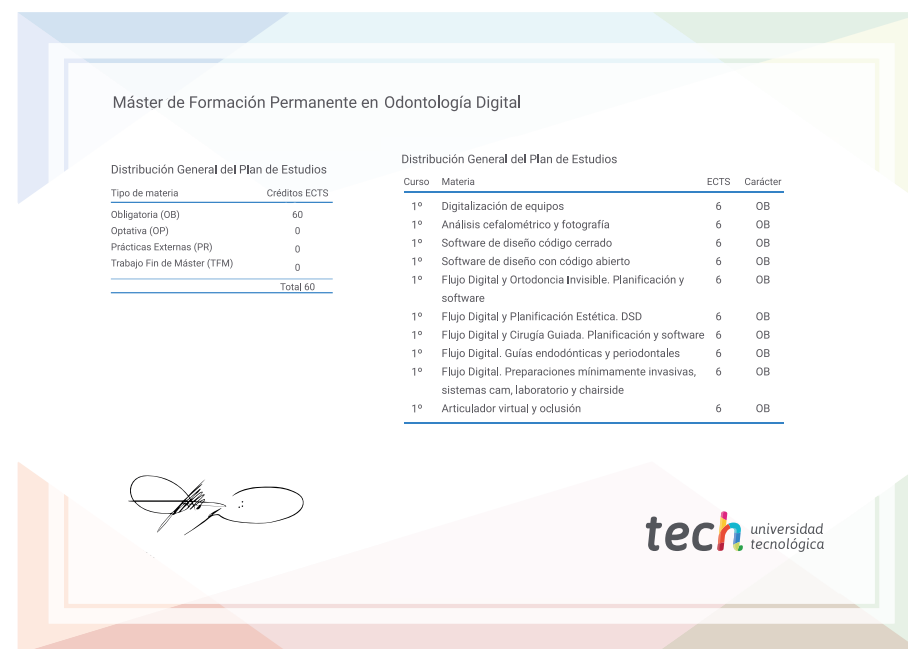 Máster de Formación Permanente en Odontología Digital
Distribución General del Plan de Estudios
Tipo de materia Créditos ECTS
Obligatoria (OB) 60
Optativa (OP) 0
Prácticas Externas (PR) 0
Trabajo Fin de Máster (TFM) 0
Total 60
Distribución General del Plan de Estudios
Curso Materia ECTS Carácter
1º Digitalización de equipos 6 OB
1º Análisis cefalométrico y fotografía 6 OB
1º Software de diseño código cerrado 6 OB
1º Software de diseño con código abierto 6 OB
1º Flujo Digital y Ortodoncia Invisible. Planificación y 6 OB
software
1º Flujo Digital y Planificación Estética. DSD 6 OB
1º Flujo Digital y Cirugía Guiada. Planificación y software 6 OB
1º Flujo Digital. Guías endodónticas y periodontales 6 OB
1º Flujo Digital. Preparaciones mínimamente invasivas, 6 OB
sistemas cam, laboratorio y chairside
1º Articulador virtual y oclusión 6 OB
tech universidad
tecnológica